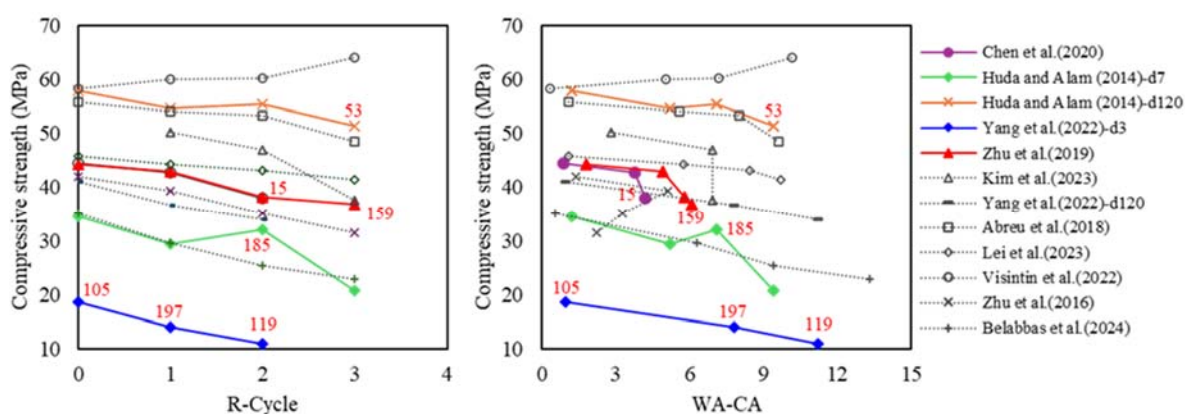 70
60
50
40
30
20
10
Compressive strength (MPa)
53
15
159
185
105
197
119
0
1
2
3
4
R-Cycle
70
60
50
40
30
20
10
Compressive strength (MPa)
53
15
159
185
105
197
119
0
3
6
9
12
15
WA-CA
Chen et al.(2020)
Huda and Alam (2014)-d7
Huda and Alam (2014)-d120
Yang et al.(2022)-d3
Zhu et al.(2019)
Kim et al.(2023)
Yang et al.(2022)-d120
Abreu et al.(2018)
Lei et al.(2023)
Visintin et al.(2022)
Zhu et al.(2016)
Belabbas et al.(2024)